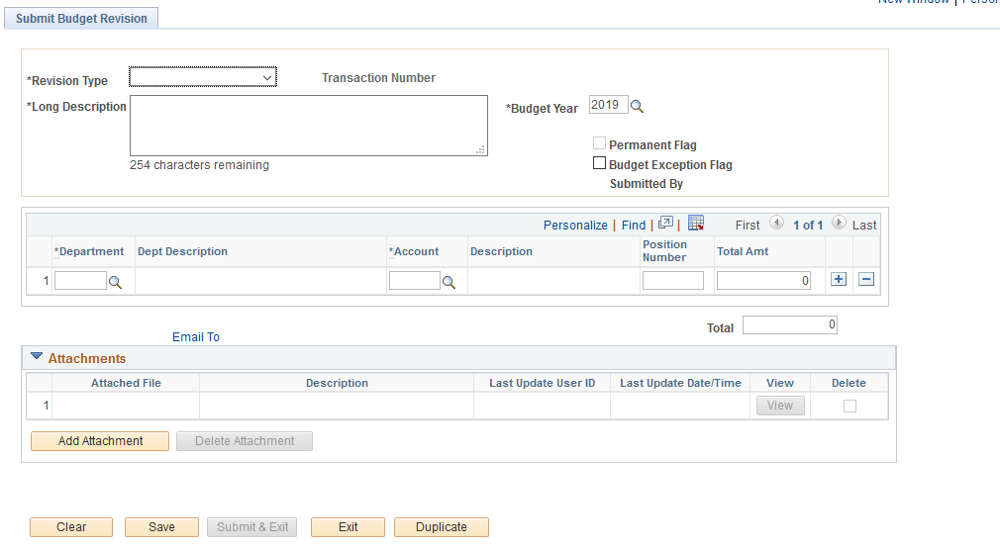 New Window | Person
Submit Budget Revision
*Revision Type
Transaction Number
*Long Description
*Budget Year 2019
254 characters remaining
Permanent Flag
Budget Exception Flag
Submitted By
Personalize | Find | | First 1 of 1 Last
*Department Dept Description *Account Description Position Number Total Amt
1 0
Total 0
Email To
Attachments
Attached File Description Last Update User ID Last Update Date/Time View Delete
1 View
Add Attachment Delete Attachment
Clear Save Submit & Exit Exit Duplicate